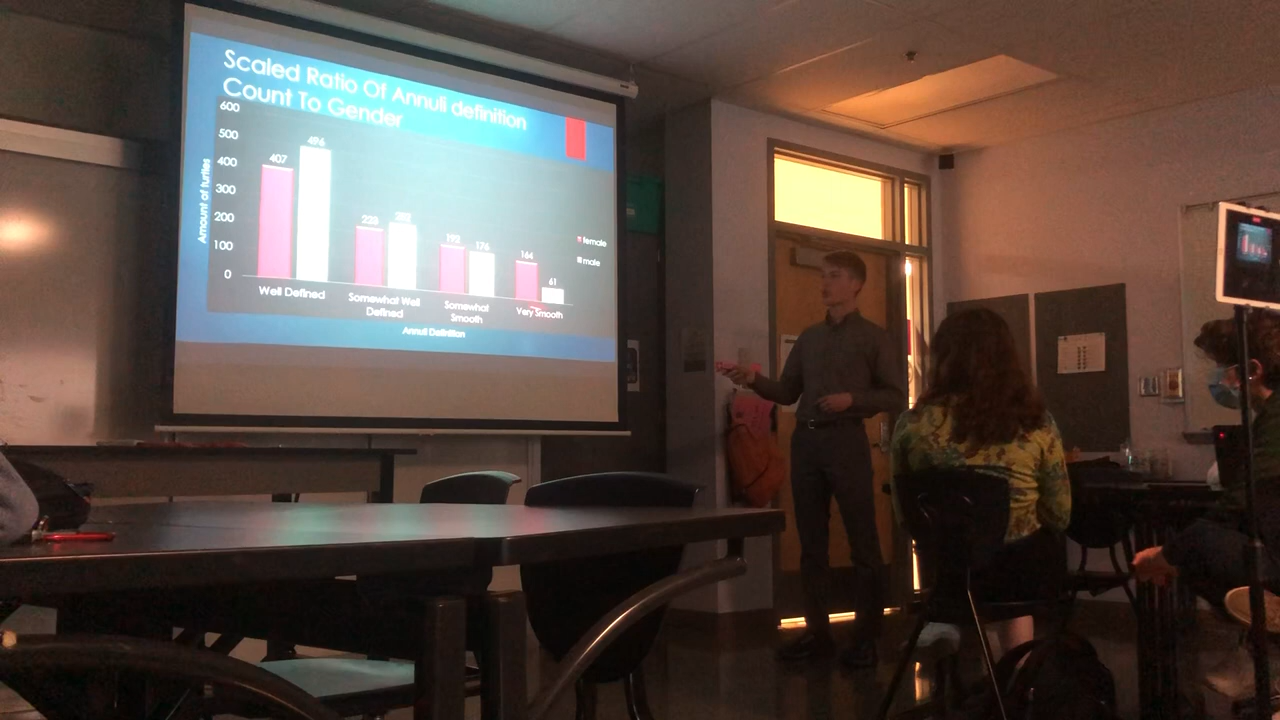 Scaled Ratio Of Annuli definition
Count To Gender
600
500
400
300
200
100
0
Amount of turtles
407
496
223
192
176
164
61
female
male
Well Defined
Somewhat Well
Defined
Somewhat
Smooth
Very Smooth
Annuli Definition